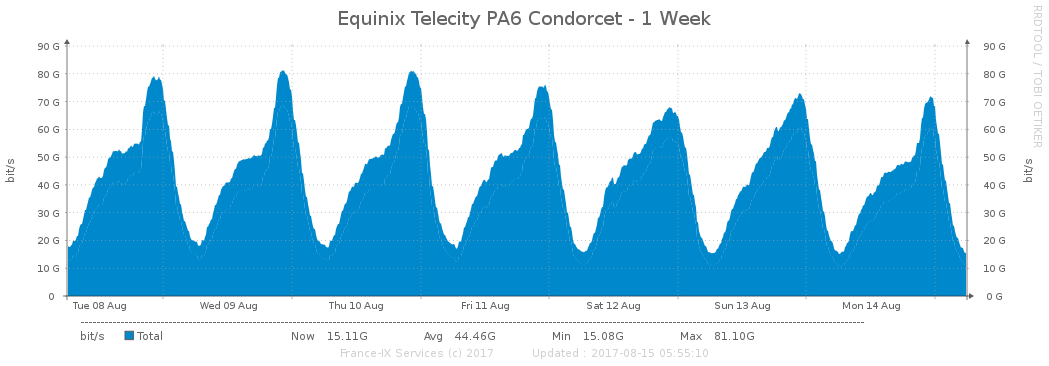 Equinix Telecity PA6 Condorcet - 1 Week
RRDTOOL / TOBI OETIKER
bit/s
90 G 90 G
80 G 80 G
70 G 70 G
60 G 60 G
50 G 50 G
40 G 40 G
30 G 30 G
20 G 20 G
10 G 10 G
0 0 G
bit/s
Tue 08 Aug Wed 09 Aug Thu 10 Aug Fri 11 Aug Sat 12 Aug Sun 13 Aug Mon 14 Aug
bit/s Total Now 15.11G Avg 44.46G Min 15.08G Max 81.10G
France-IX Services (c) 2017 Updated : 2017-08-15 05:55:10